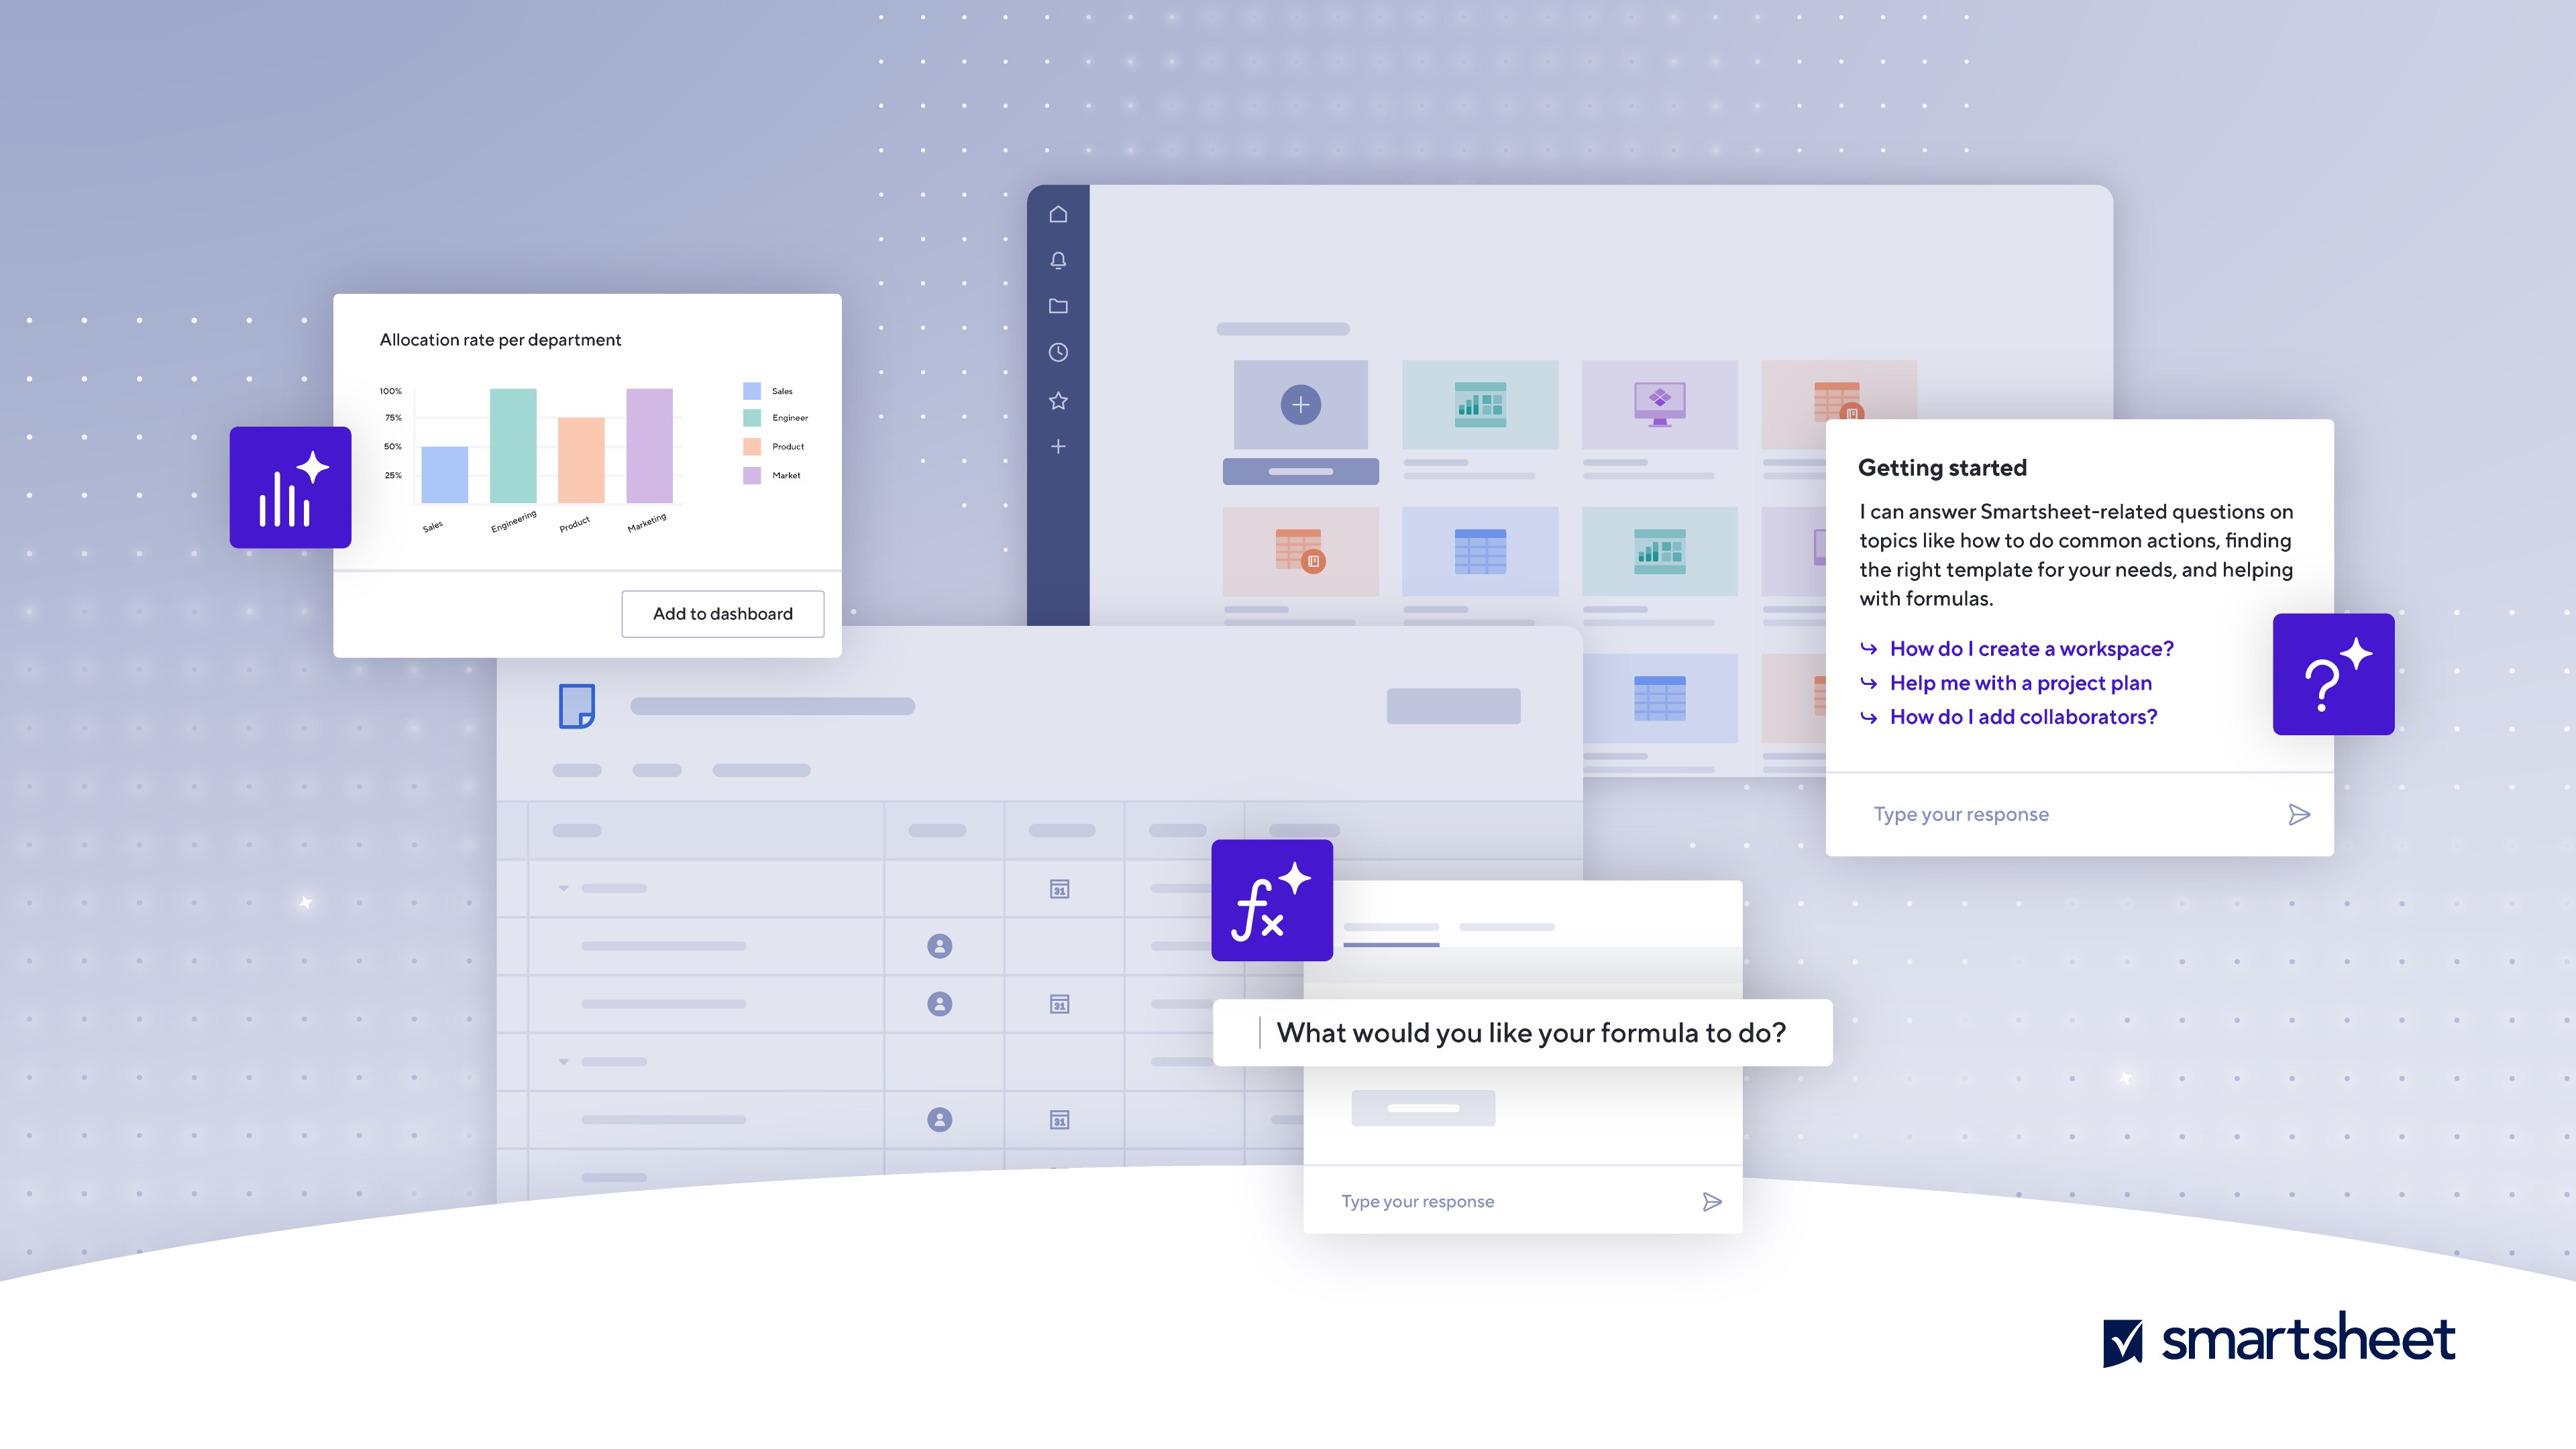 Allocation rate per department
100%
75%
50%
25%
Sales
Engineering
Product
Marketing
Sales
Engineer
Product
Market
Add to dashboard
Getting started
I can answer Smartsheet-related questions on
topics like how to do common actions, finding
the right template for your needs, and helping
with formulas.
How do I create a workspace?
Help me with a project plan
How do I add collaborators?
Type your response
31
31
31
fx
What would you like your formula to do?
Type your response
smartsheet